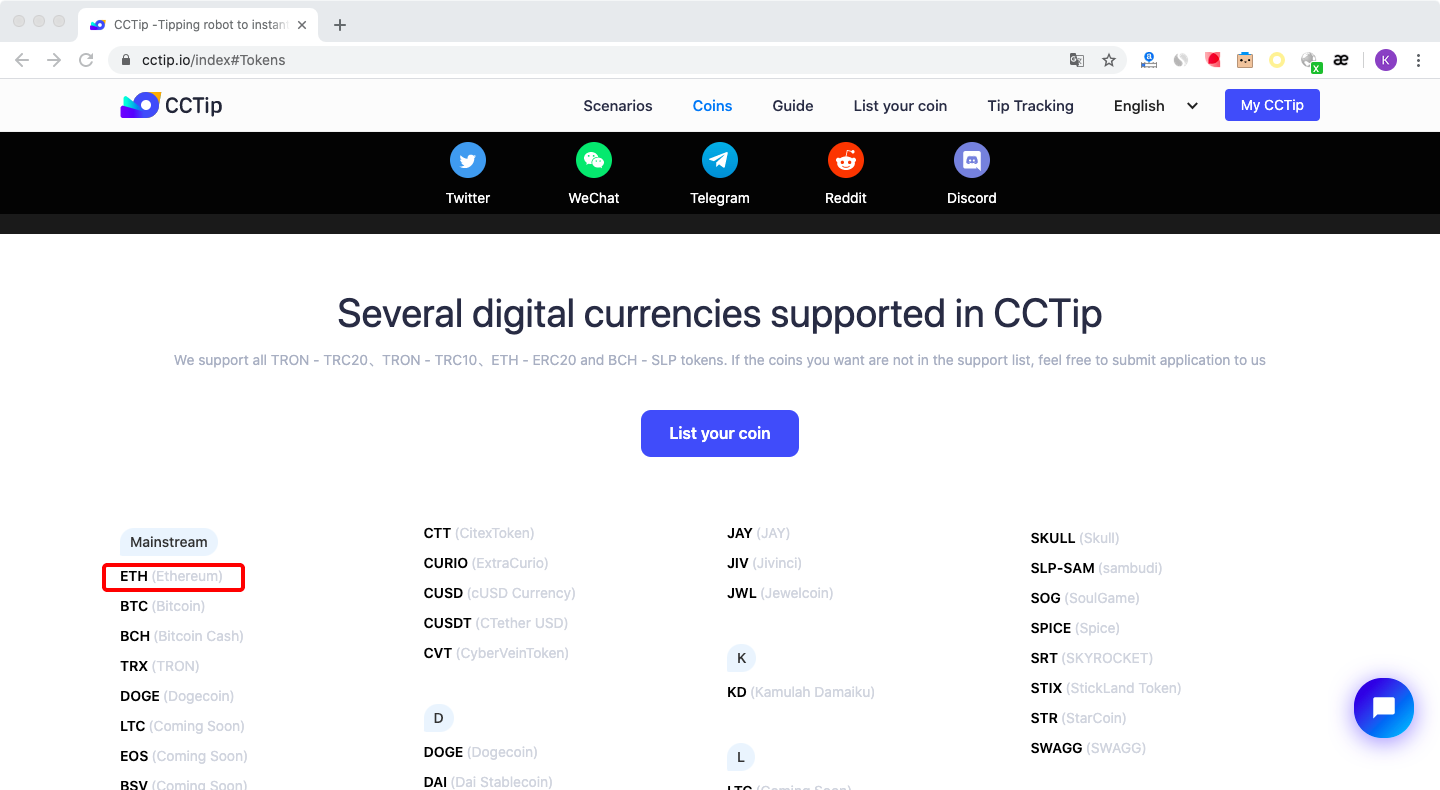 CCTip -Tipping robot to instant
cctip.io/index#Tokens
K
CCTip
Scenarios
Coins
Guide
List your coin
Tip Tracking
English
My CCTip
Twitter
WeChat
Telegram
Reddit
Discord
Several digital currencies supported in CCTip
We support all TRON - TRC20、TRON - TRC10、ETH - ERC20 and BCH - SLP tokens. If the coins you want are not in the support list, feel free to submit application to us
List your coin
Mainstream
ETH (Ethereum)
BTC (Bitcoin)
BCH (Bitcoin Cash)
TRX (TRON)
DOGE (Dogecoin)
LTC (Coming Soon)
EOS (Coming Soon)
BSV (Coming Soon)
CTT (CitexToken)
CURIO (ExtraCurio)
CUSD (cUSD Currency)
CUSDT (CTether USD)
CVT (CyberVeinToken)
D
DOGE (Dogecoin)
DAI (Dai Stablecoin)
JAY (JAY)
JIV (Jivinci)
JWL (Jewelcoin)
K
KD (Kamulah Damaiku)
L
LTC (Coming Soon)
SKULL (Skull)
SLP-SAM (sambudi)
SOG (SoulGame)
SPICE (Spice)
SRT (SKYROCKET)
STIX (StickLand Token)
STR (StarCoin)
SWAGG (SWAGG)